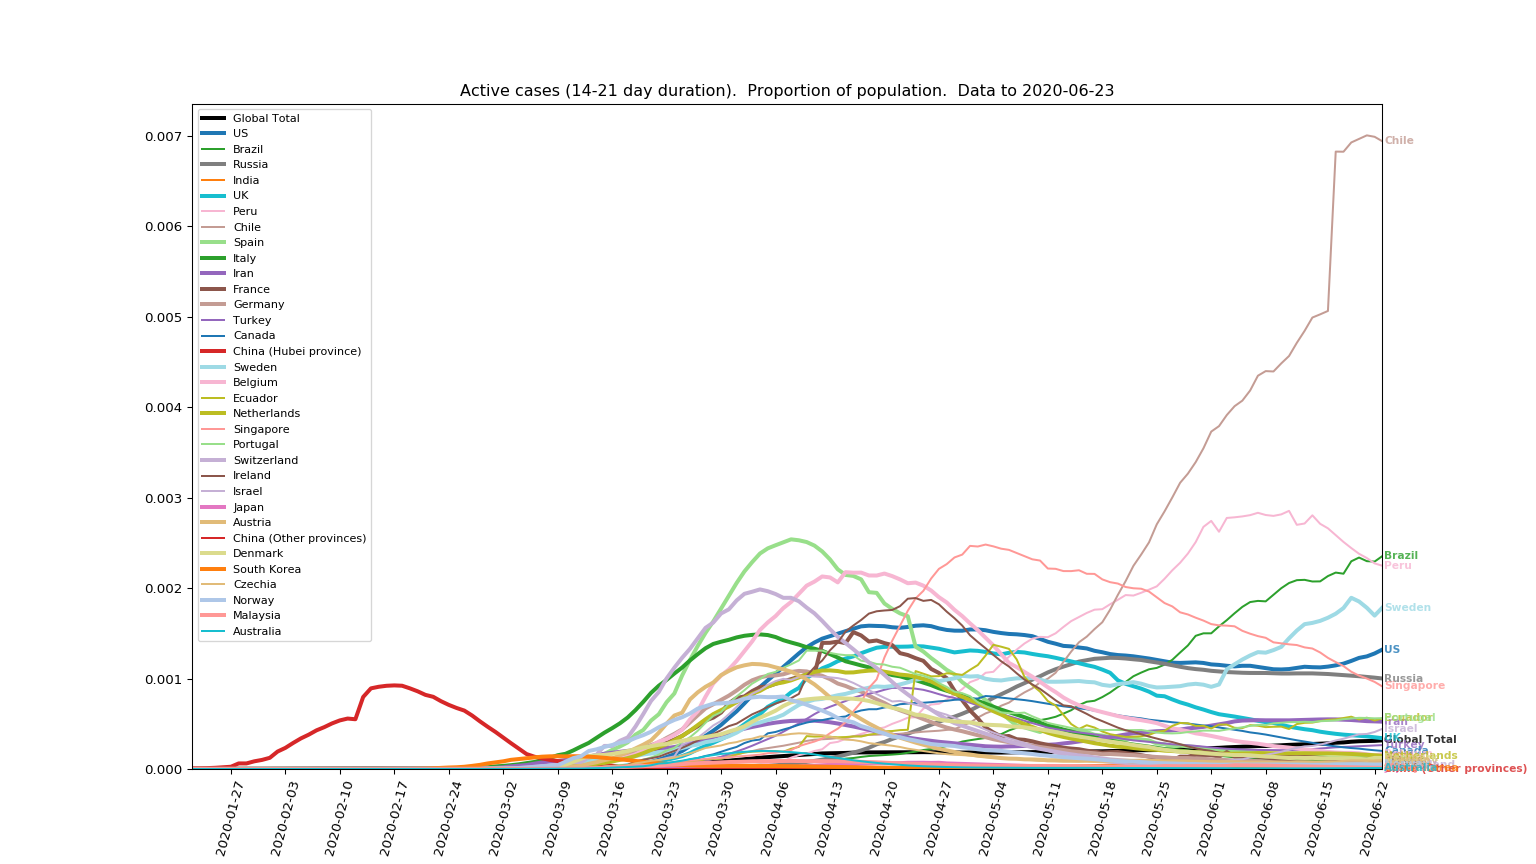 Active cases (14-21 day duration).  Proportion of population.  Data to 2020-06-23
0.007
0.006
0.005
0.004
0.003
0.002
0.001
0.000
Global Total
US
Brazil
Russia
India
UK
Peru
Chile
Spain
Italy
Iran
France
Germany
Turkey
Canada
China (Hubei province)
Sweden
Belgium
Ecuador
Netherlands
Singapore
Portugal
Switzerland
Ireland
Israel
Japan
Austria
China (Other provinces)
Denmark
South Korea
Czechia
Norway
Malaysia
Australia
Chile
Brazil
Peru
Sweden
US
Russia
Singapore
Israel
Global Total
Turkey
Canada
(Other provinces)
2020-01-27
2020-02-03
2020-02-10
2020-02-17
2020-02-24
2020-03-02
2020-03-09
2020-03-16
2020-03-23
2020-03-30
2020-04-06
2020-04-13
2020-04-20
2020-04-27
2020-05-04
2020-05-11
2020-05-18
2020-05-25
2020-06-01
2020-06-08
2020-06-15
2020-06-22